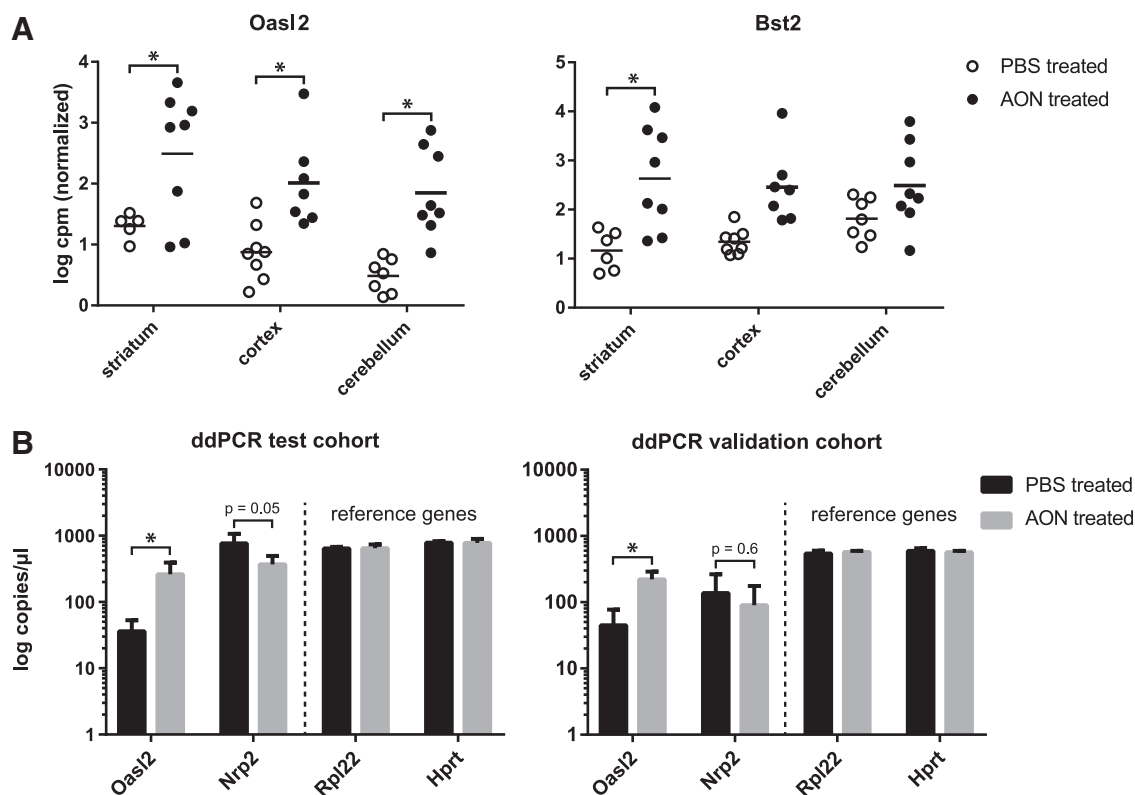 A
Oasl2
Bst2
log cpm (normalized)
4
3
2
1
0
*
*
*
striatum
cortex
cerebellum
5
4
3
2
1
0
*
striatum
cortex
cerebellum
PBS treated
AON treated
B
ddPCR test cohort
ddPCR validation cohort
log copies/µl
10000
1000
100
10
1
*
p = 0.05
reference genes
Oasl2
Nrp2
Rpl22
Hprt
10000
1000
100
10
1
*
p = 0.6
reference genes
Oasl2
Nrp2
Rpl22
Hprt
PBS treated
AON treated